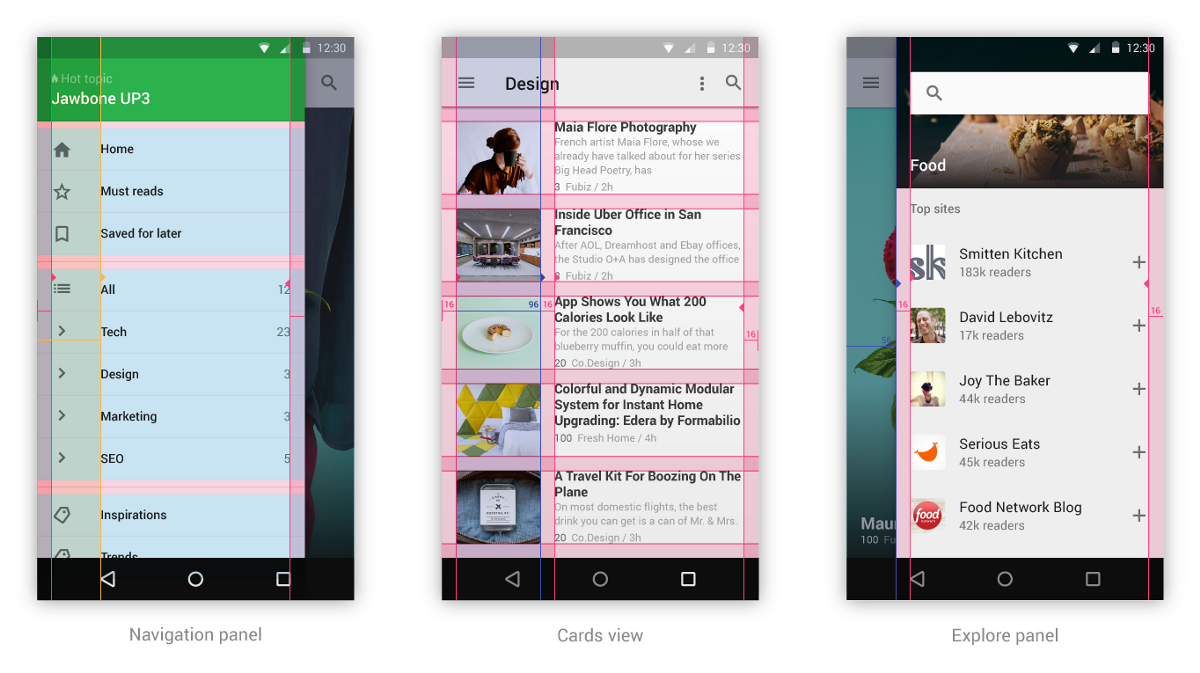 12:30
Hot topic
Jawbone UP3
Home
Must reads
Saved for later
All 12
Tech 23
Design 3
Marketing 3
SEO 5
Inspirations
Trends
Navigation panel
12:30
Design
Maia Flore Photography
French artist Maia Flore, whose we
already have talked about for her series
Big Head Poetry, has
3 Fubiz / 2h
Inside Uber Office in San
Francisco
After AOL, Dreamhost and Ebay offices,
the Studio O+A has designed the office
8 Fubiz / 2h
16 96 16
App Shows You What 200
Calories Look Like
For the 200 calories in half of that
blueberry muffin, you could eat more
16
20 Co.Design / 3h
Colorful and Dynamic Modular
System for Instant Home
Upgrading: Edera by Formabilio
100 Fresh Home / 4h
A Travel Kit For Boozing On The
Plane
On most domestic flights, the best
drink you can get is a can of Mr. & Mrs.
20 Co.Design / 3h
Cards view
12:30
Food
Top sites
sk
Smitten Kitchen
183k readers
16
16
David Lebovitz
17k readers
56
Joy The Baker
44k readers
Serious Eats
45k readers
food
Food Network Blog
42k readers
Mau
100 Fu
Explore panel